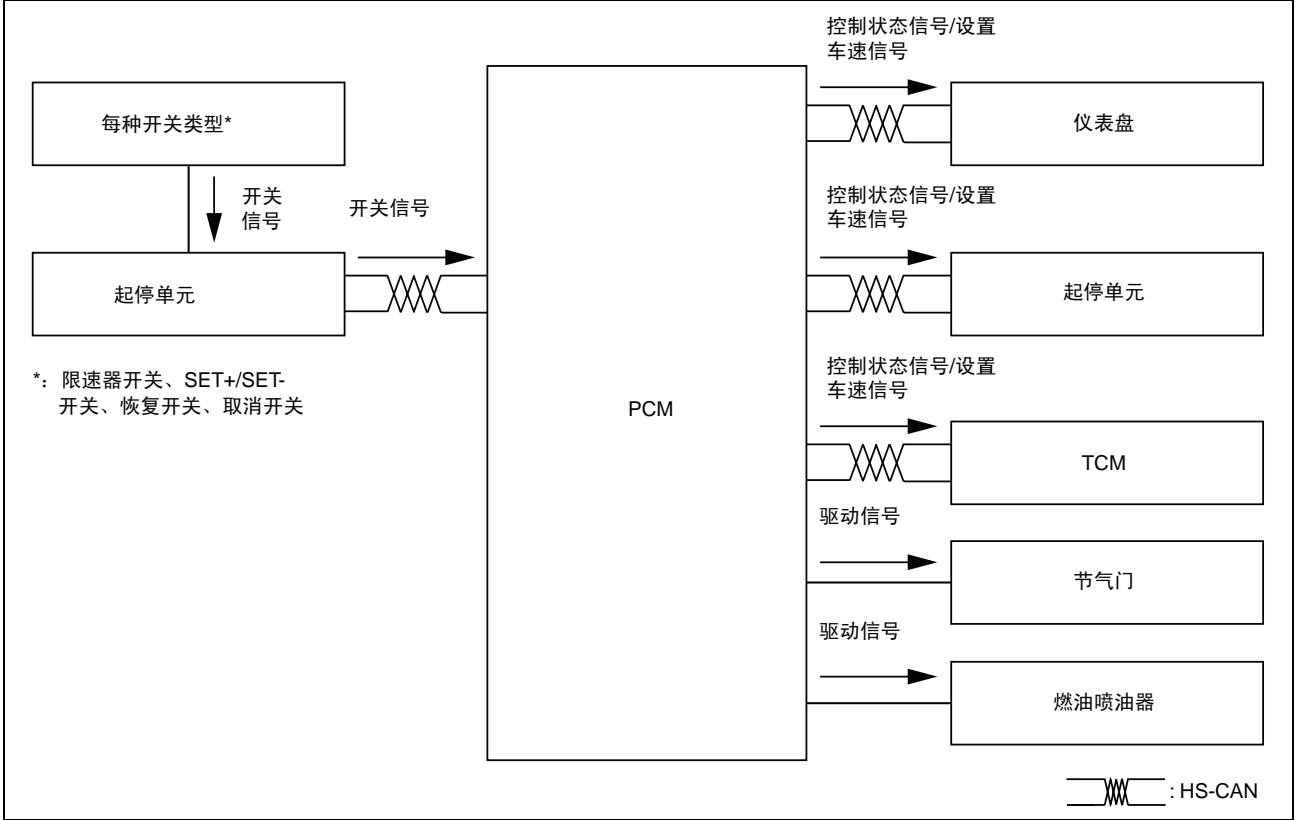 控制状态信号/设置
车速信号
每种开关类型*
仪表盘
开关
信号
开关信号
控制状态信号/设置
车速信号
起停单元
起停单元
*：限速器开关、SET+/SET-
开关、恢复开关、取消开关
PCM
控制状态信号/设置
车速信号
TCM
驱动信号
节气门
驱动信号
燃油喷油器
: HS-CAN